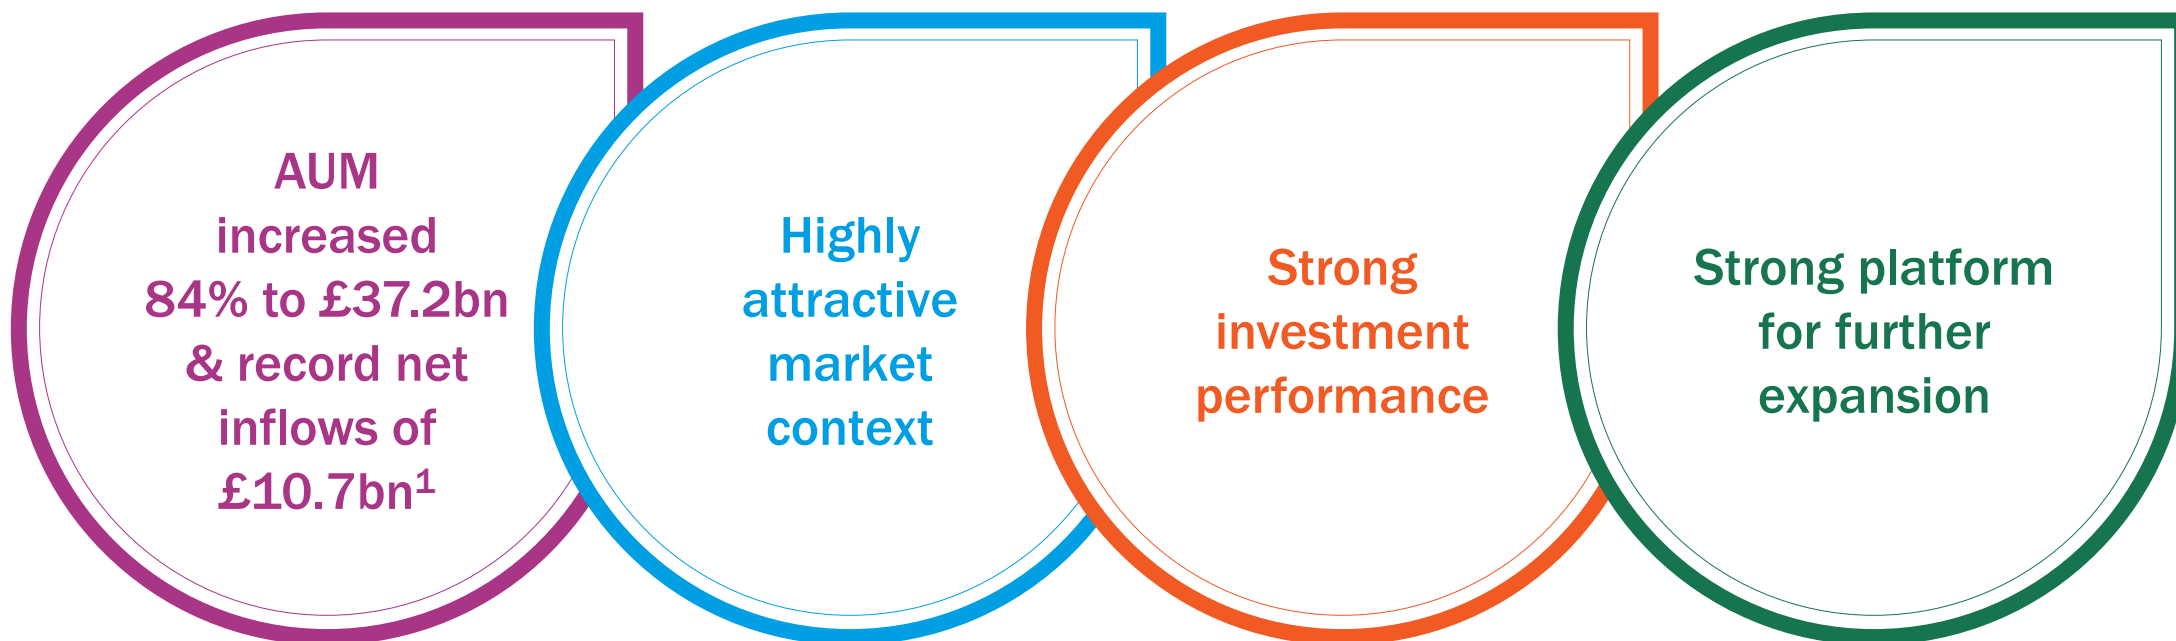 AUM
increased
84% to £37.2bn
& record net
inflows of
£10.7bn¹
Highly
attractive
market
context
Strong
investment
performance
Strong platform
for further
expansion